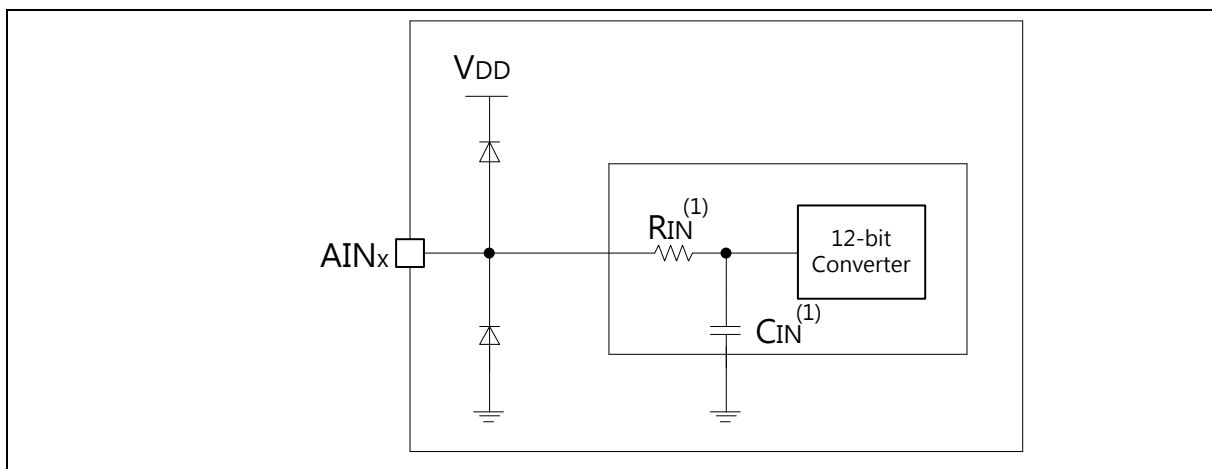 VDD
RIN(1)
12-bit
Converter
AINx
CIN(1)